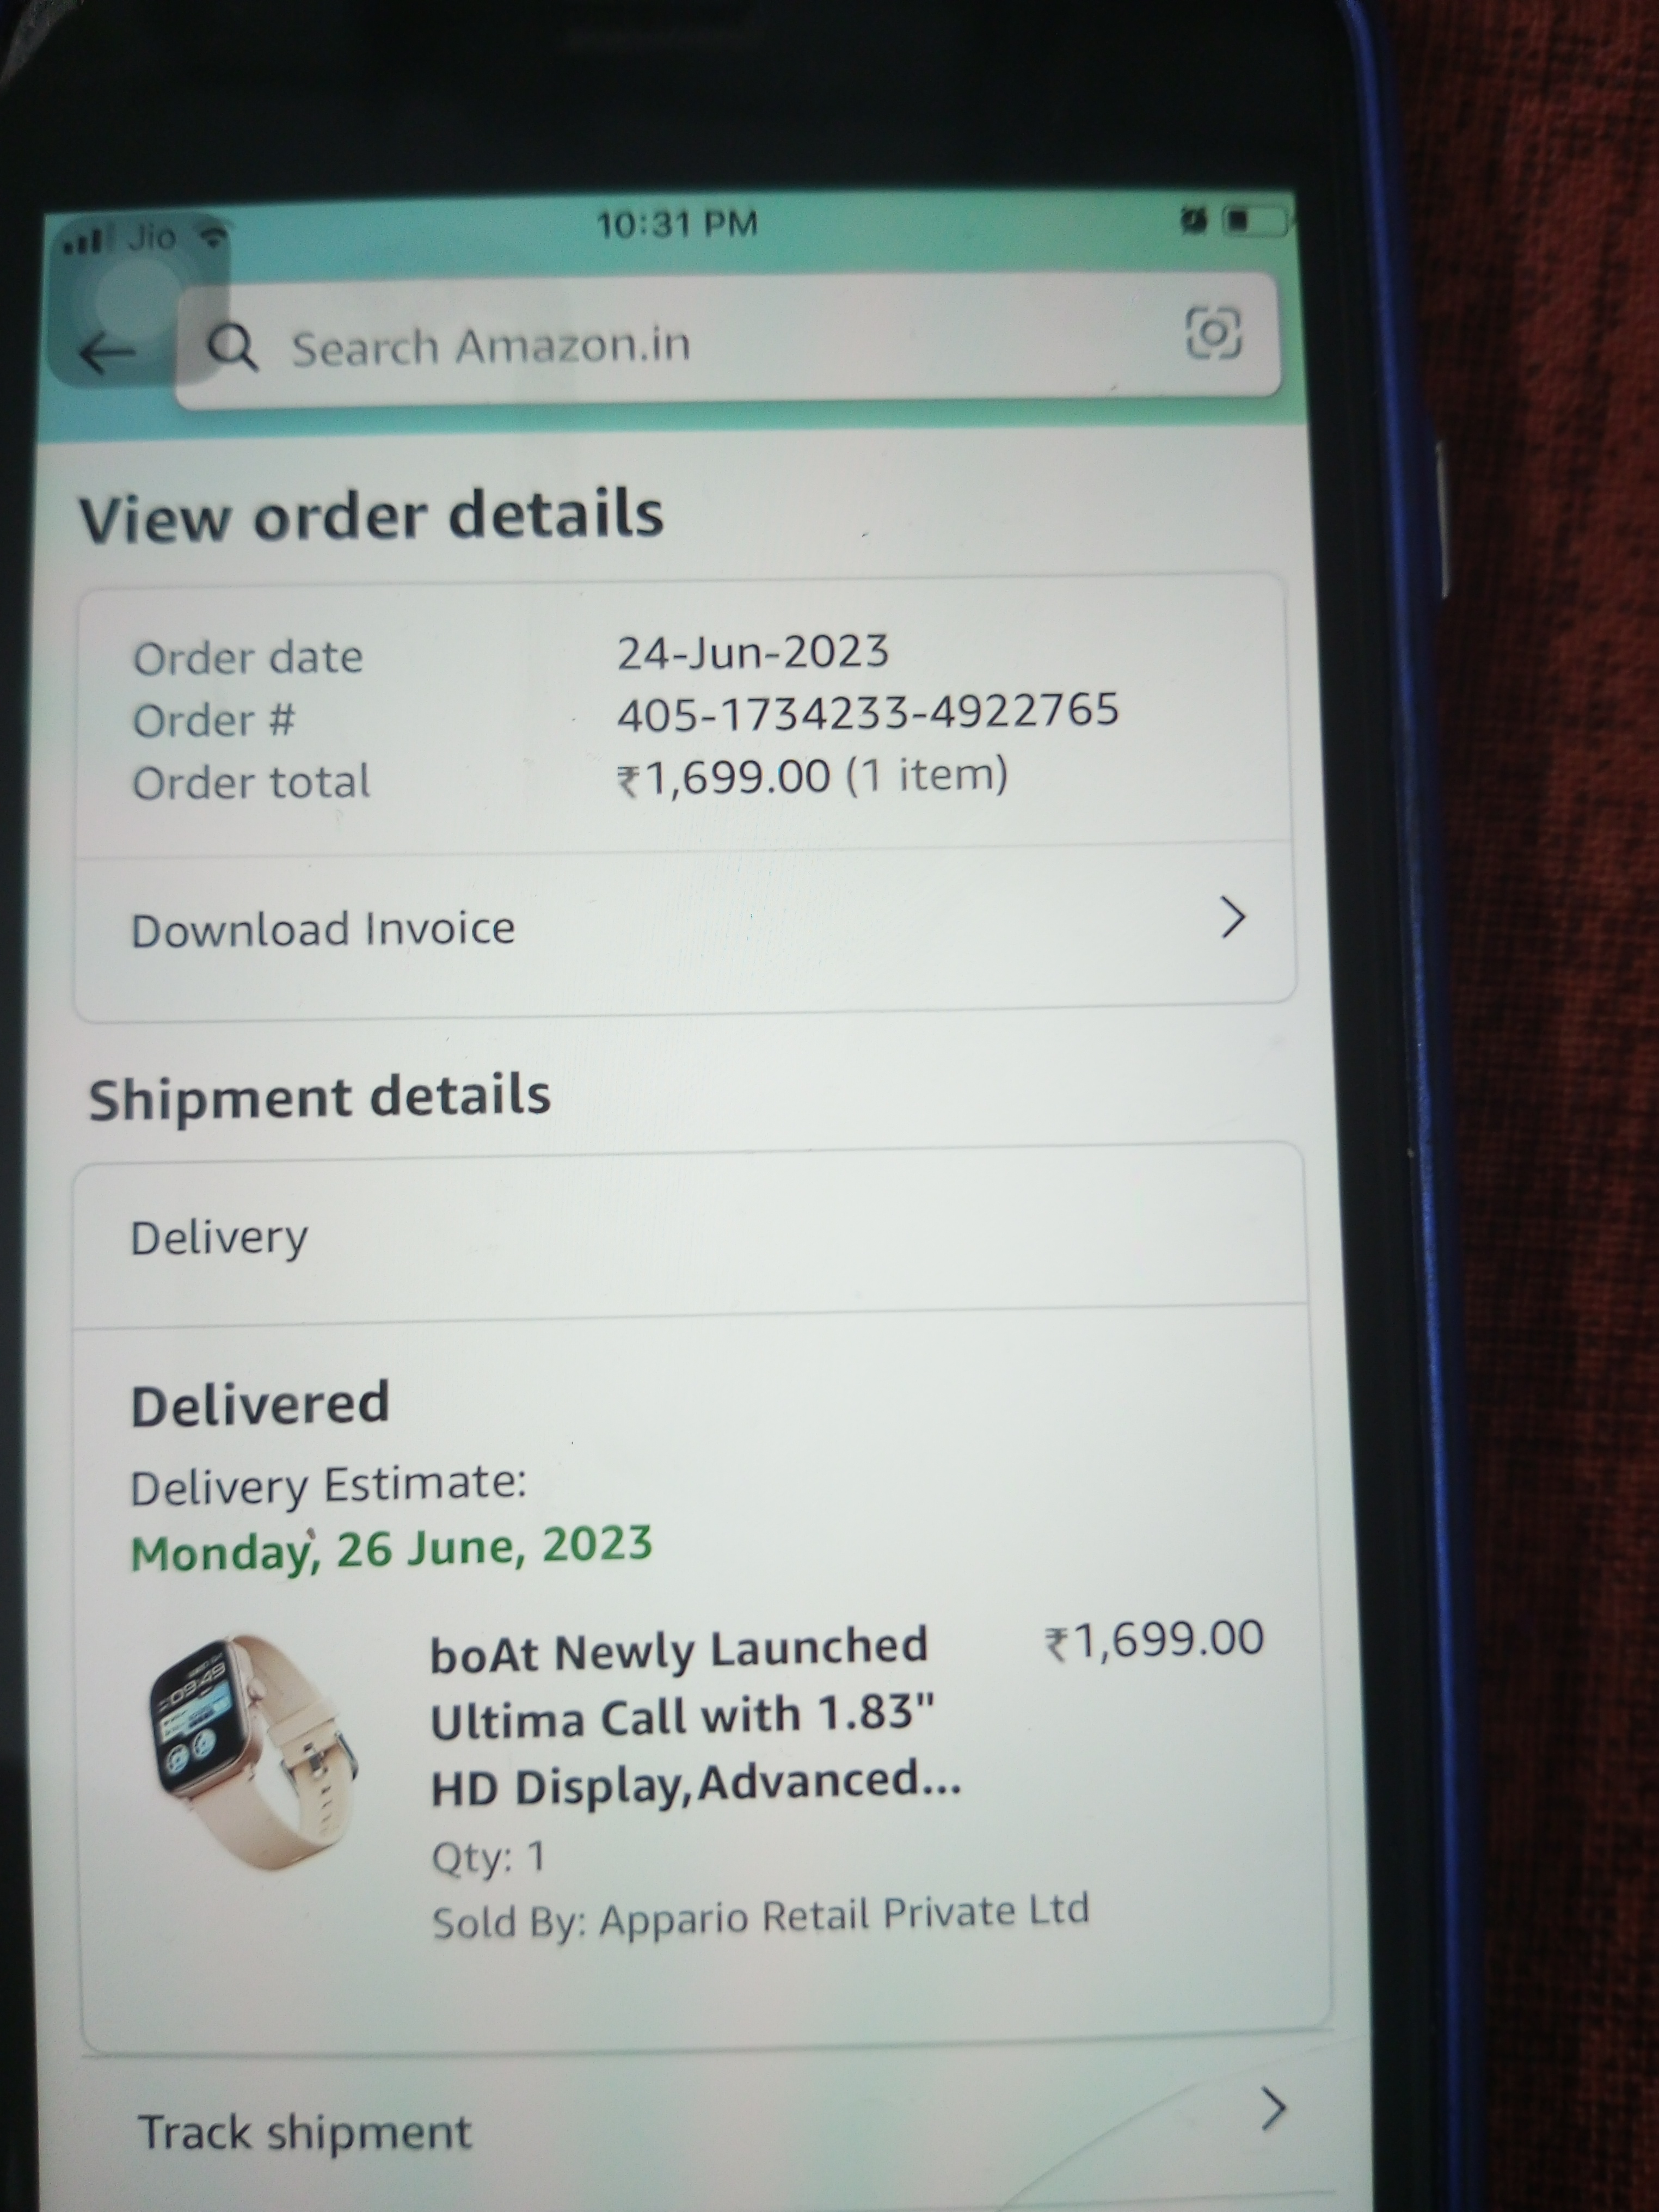 Jio 10:31 PM
Search Amazon.in
View order details
Order date 24-Jun-2023
Order # 405-1734233-4922765
Order total ₹1,699.00 (1 item)
Download Invoice
Shipment details
Delivery
Delivered
Delivery Estimate:
Monday, 26 June, 2023
boAt Newly Launched ₹1,699.00
Ultima Call with 1.83"
HD Display,Advanced...
Qty: 1
Sold By: Appario Retail Private Ltd
Track shipment